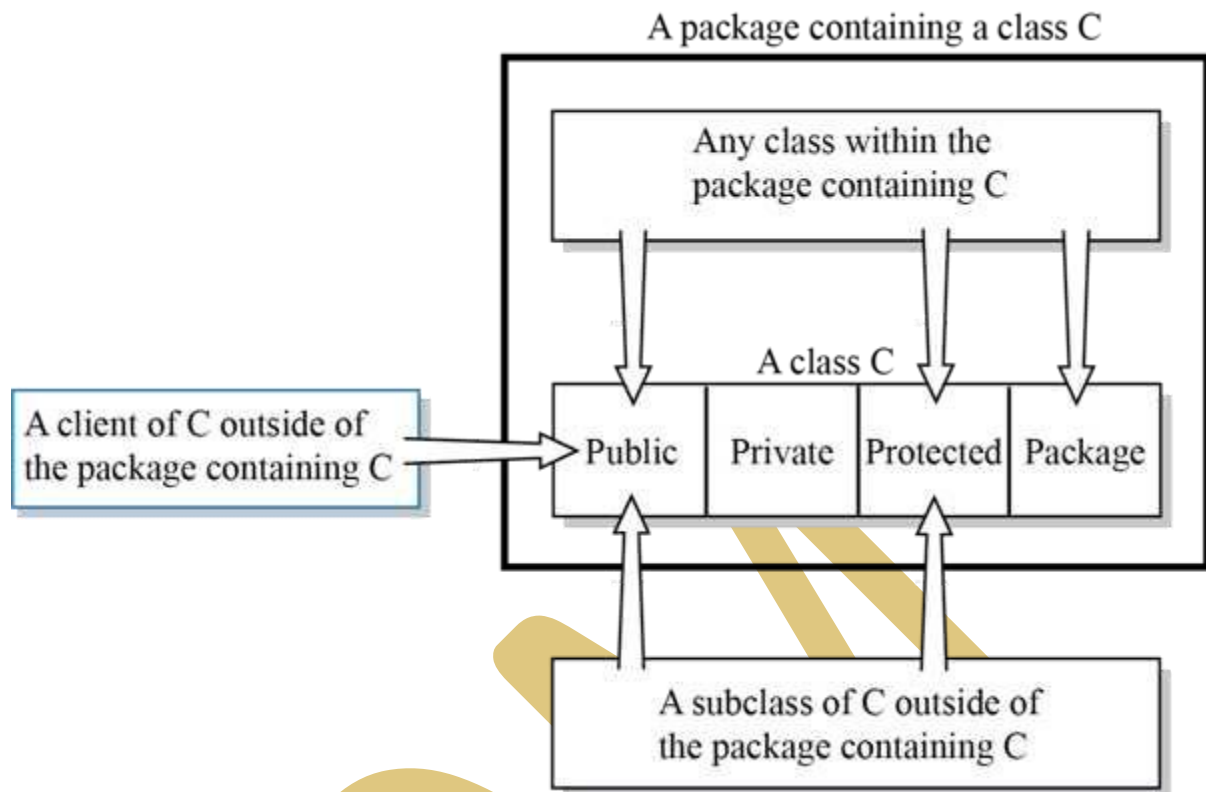 A package containing a class C
Any class within the
package containing C
A class C
A client of C outside of
the package containing C
Public
Private
Protected
Package
A subclass of C outside of
the package containing C